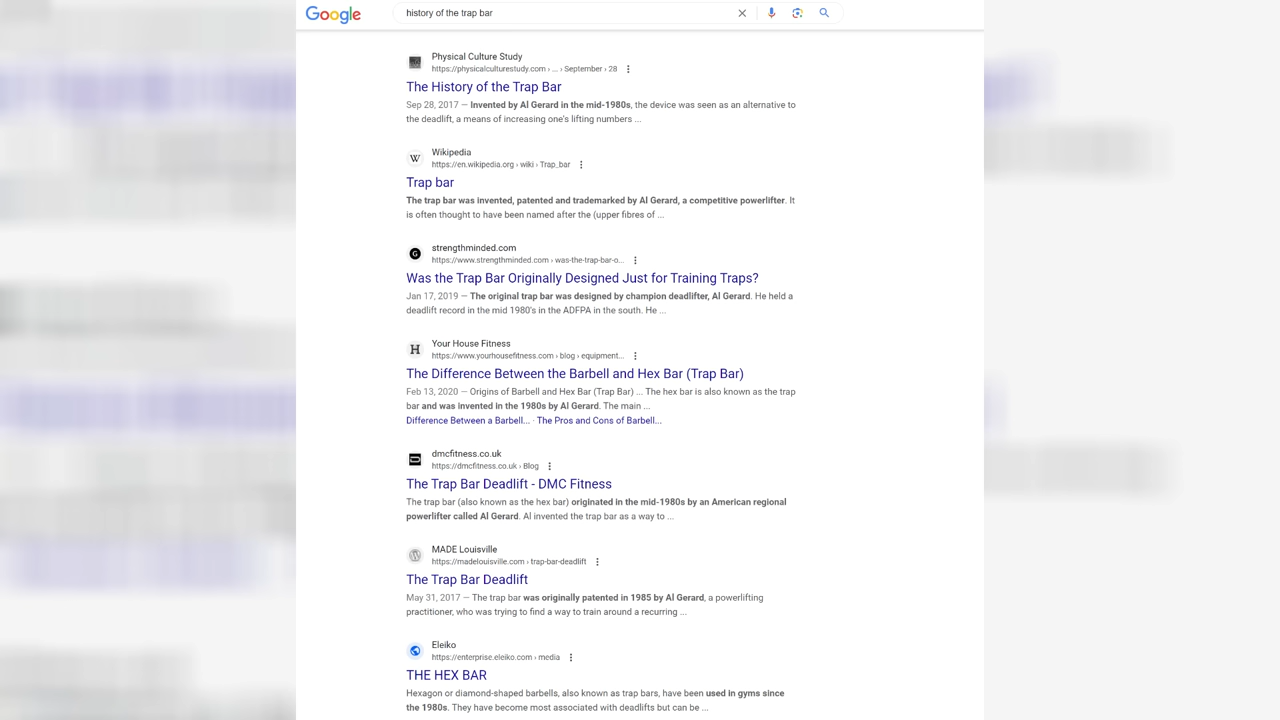 Google
history of the trap bar
Physical Culture Study
https://physicalculturestudy.com › ... › September › 28
The History of the Trap Bar
Sep 28, 2017 — Invented by Al Gerard in the mid-1980s, the device was seen as an alternative to
the deadlift, a means of increasing one's lifting numbers ...
W
Wikipedia
https://en.wikipedia.org › wiki › Trap_bar
Trap bar
The trap bar was invented, patented and trademarked by Al Gerard, a competitive powerlifter. It
is often thought to have been named after the (upper fibres of ...
G
strengthminded.com
https://www.strengthminded.com › was-the-trap-bar-o...
Was the Trap Bar Originally Designed Just for Training Traps?
Jan 17, 2019 — The original trap bar was designed by champion deadlifter, Al Gerard. He held a
deadlift record in the mid 1980's in the ADFPA in the south. He ...
H
Your House Fitness
https://www.yourhousefitness.com › blog › equipment...
The Difference Between the Barbell and Hex Bar (Trap Bar)
Feb 13, 2020 — Origins of Barbell and Hex Bar (Trap Bar) ... The hex bar is also known as the trap
bar and was invented in the 1980s by Al Gerard. The main ...
Difference Between a Barbell... · The Pros and Cons of Barbell...
dmcfitness.co.uk
https://dmcfitness.co.uk › Blog
The Trap Bar Deadlift - DMC Fitness
The trap bar (also known as the hex bar) originated in the mid-1980s by an American regional
powerlifter called Al Gerard. Al invented the trap bar as a way to ...
MADE Louisville
https://madelouisville.com › trap-bar-deadlift
The Trap Bar Deadlift
May 31, 2017 — The trap bar was originally patented in 1985 by Al Gerard, a powerlifting
practitioner, who was trying to find a way to train around a recurring ...
Eleiko
https://enterprise.eleiko.com › media
THE HEX BAR
Hexagon or diamond-shaped barbells, also known as trap bars, have been used in gyms since
the 1980s. They have become most associated with deadlifts but can be ...